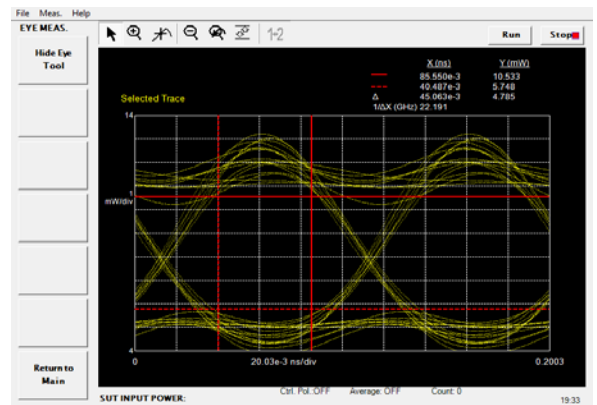 File Meas. Help
EYE MEAS.
Hide Eye
Tool
1-2
Run
Stop
X (ns) Y (mW)
85.550e-3 10.533
40.487e-3 5.748
Δ 45.063e-3 4.785
1/ΔX (GHz) 22.191
Selected Trace
14
1
mW/div
4
0 20.03e-3 ns/div 0.2003
Return to
Main
Ctrl. Pol.:OFF Average: OFF Count: 0
SUT INPUT POWER:
19:33